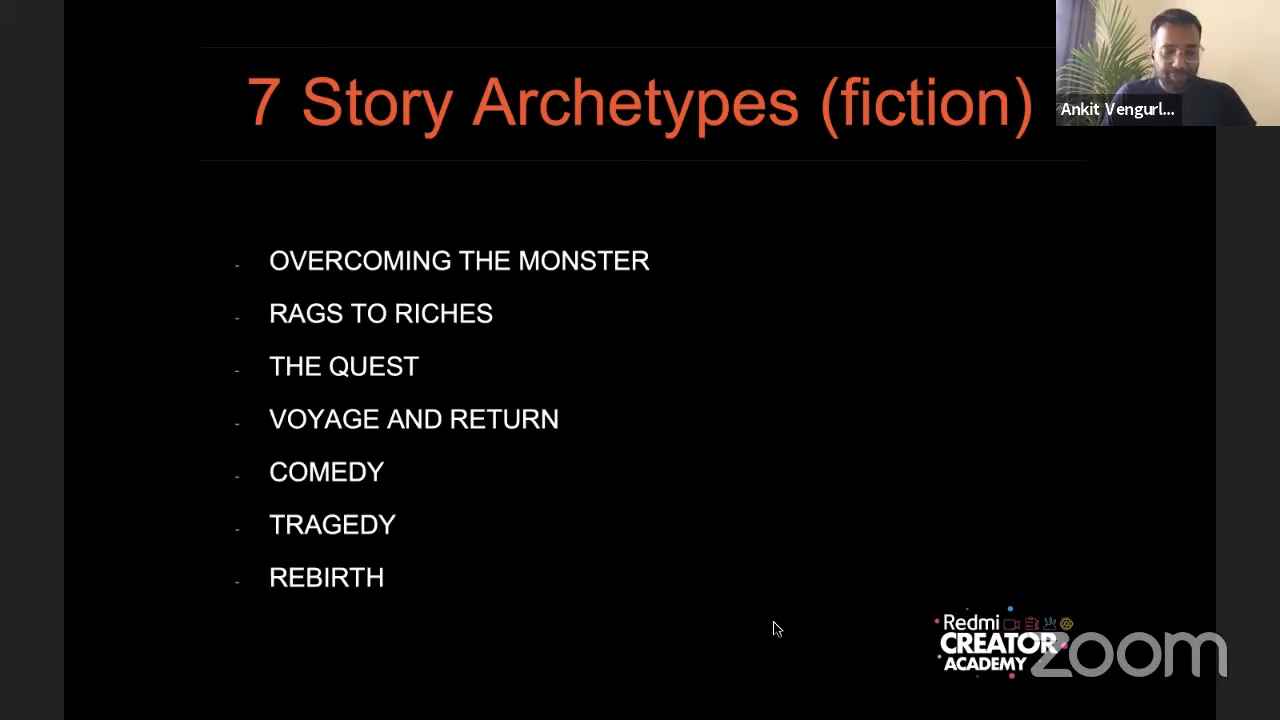 7 Story Archetypes (fiction)
Ankit Vengurl...
- OVERCOMING THE MONSTER
- RAGS TO RICHES
- THE QUEST
- VOYAGE AND RETURN
- COMEDY
- TRAGEDY
- REBIRTH
Redmi
CREATOR
ACADEMY
zoom